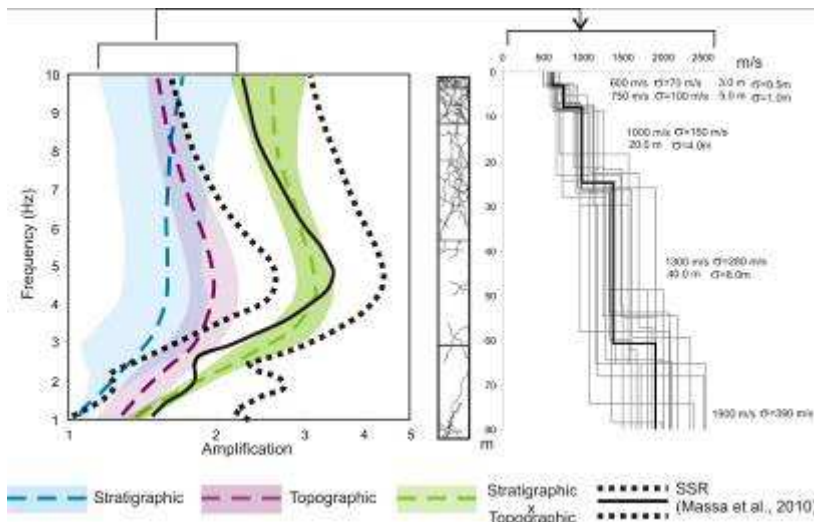 m/s
0 500 1000 1500 2000 2500
10
9
8
7
6
5
4
3
2
1
Frequency (Hz)
1 2 3 4 5
Amplification
0
10
20
30
40
50
60
70
80
m
600 m/s σ=70 m/s 3.0 m σ=0.5m
750 m/s σ=100 m/s 5.0 m σ=1.0m
1000 m/s σ=150 m/s
20.0 m σ=4.0m
1300 m/s σ=280 m/s
40.0 m σ=8.0m
1900 m/s σ=390 m/s
Stratigraphic
Topographic
Stratigraphic
x
Topographic
SSR
(Massa et al., 2010)